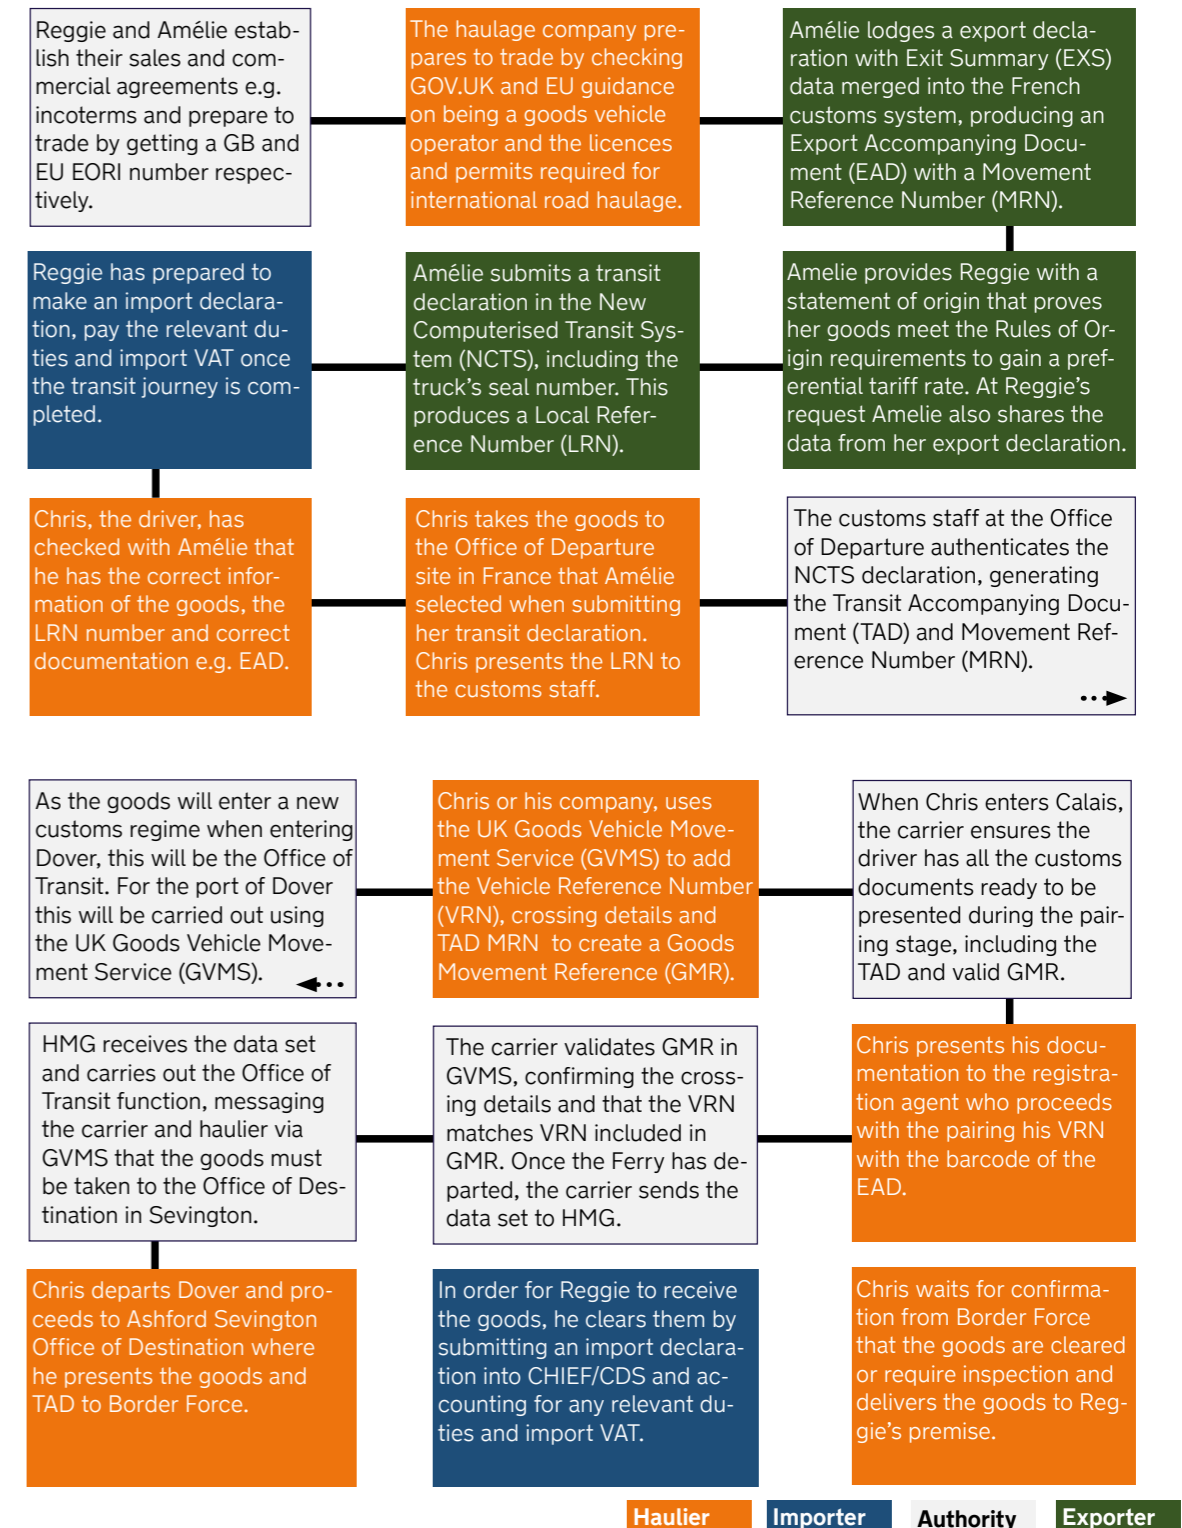 Reggie and Amélie estab-
lish their sales and com-
mercial agreements e.g.
incoterms and prepare to
trade by getting a GB and
EU EORI number respec-
tively.
The haulage company pre-
pares to trade by checking
GOV.UK and EU guidance
on being a goods vehicle
operator and the licences
and permits required for
international road haulage.
Amélie lodges a export decla-
ration with Exit Summary (EXS)
data merged into the French
customs system, producing an
Export Accompanying Docu-
ment (EAD) with a Movement
Reference Number (MRN).
Reggie has prepared to
make an import declara-
tion, pay the relevant du-
ties and import VAT once
the transit journey is com-
pleted.
Amélie submits a transit
declaration in the New
Computerised Transit Sys-
tem (NCTS), including the
truck's seal number. This
produces a Local Refer-
ence Number (LRN).
Amelie provides Reggie with a
statement of origin that proves
her goods meet the Rules of Or-
igin requirements to gain a pref-
erential tariff rate. At Reggie's
request Amelie also shares the
data from her export declaration.
Chris, the driver, has
checked with Amélie that
he has the correct infor-
mation of the goods, the
LRN number and correct
documentation e.g. EAD.
Chris takes the goods to
the Office of Departure
site in France that Amélie
selected when submitting
her transit declaration.
Chris presents the LRN to
the customs staff.
The customs staff at the Office
of Departure authenticates the
NCTS declaration, generating
the Transit Accompanying Docu-
ment (TAD) and Movement Ref-
erence Number (MRN).
As the goods will enter a new
customs regime when entering
Dover, this will be the Office of
Transit. For the port of Dover
this will be carried out using
the UK Goods Vehicle Move-
ment Service (GVMS).
Chris or his company, uses
the UK Goods Vehicle Move-
ment Service (GVMS) to add
the Vehicle Reference Number
(VRN), crossing details and
TAD MRN to create a Goods
Movement Reference (GMR).
When Chris enters Calais,
the carrier ensures the
driver has all the customs
documents ready to be
presented during the pair-
ing stage, including the
TAD and valid GMR.
HMG receives the data set
and carries out the Office of
Transit function, messaging
the carrier and haulier via
GVMS that the goods must
be taken to the Office of Des-
tination in Sevington.
The carrier validates GMR in
GVMS, confirming the cross-
ing details and that the VRN
matches VRN included in
GMR. Once the Ferry has de-
parted, the carrier sends the
data set to HMG.
Chris presents his docu-
mentation to the registra-
tion agent who proceeds
with the pairing his VRN
with the barcode of the
EAD.
Chris departs Dover and pro-
ceeds to Ashford Sevington
Office of Destination where
he presents the goods and
TAD to Border Force.
In order for Reggie to receive
the goods, he clears them by
submitting an import declara-
tion into CHIEF/CDS and ac-
counting for any relevant du-
ties and import VAT.
Chris waits for confirma-
tion from Border Force
that the goods are cleared
or require inspection and
delivers the goods to Reg-
gie's premise.
Haulier
Importer
Authority
Exporter